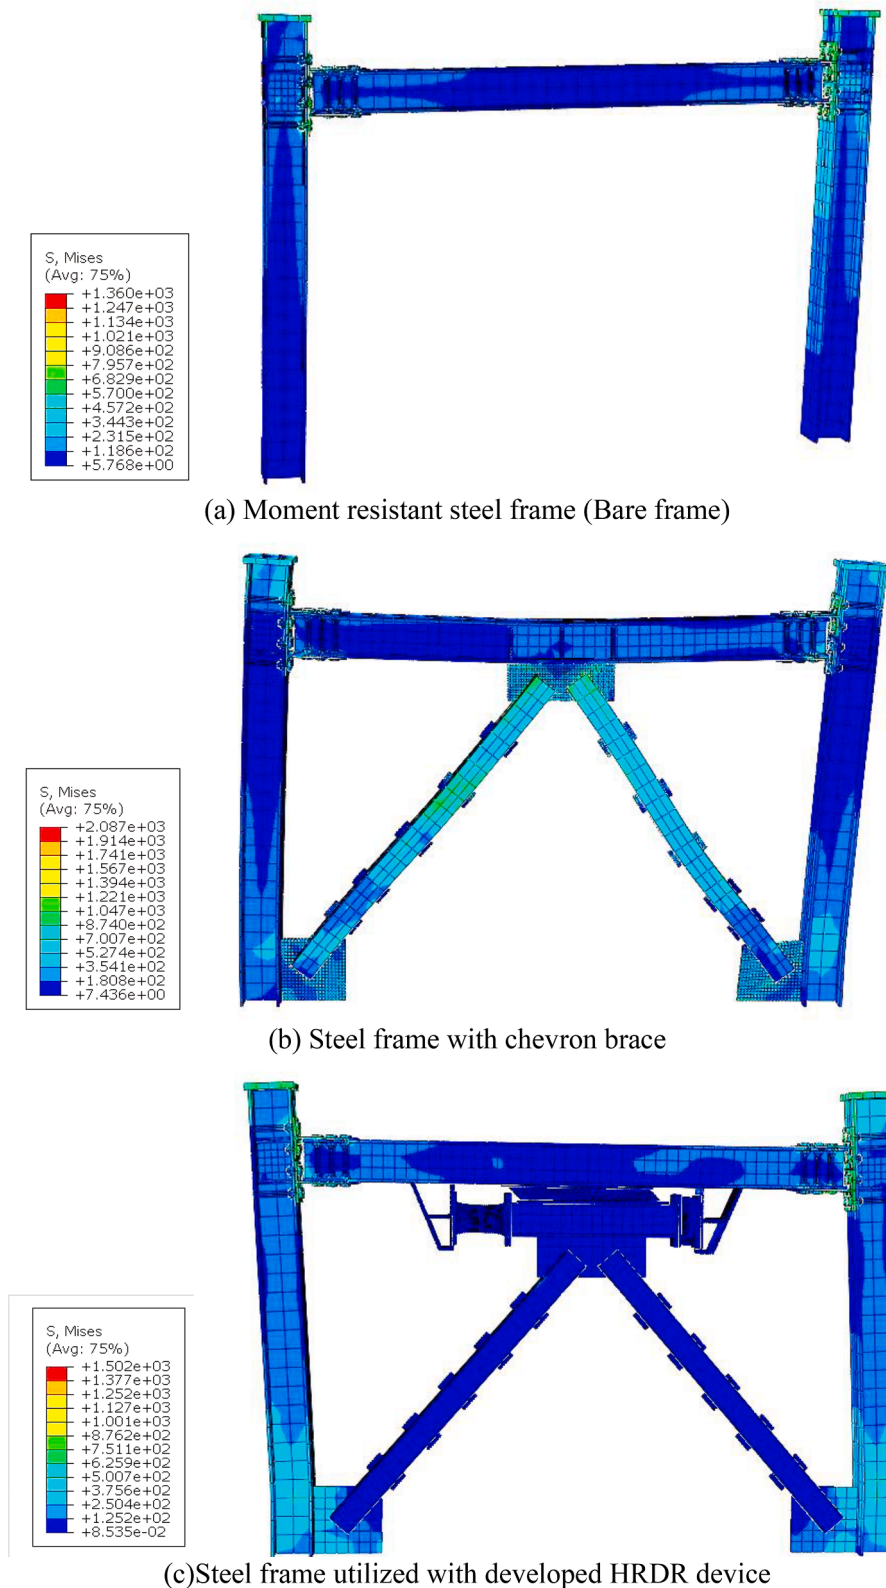 S, Mises
(Avg: 75%)
+1.360e+03
+1.247e+03
+1.134e+03
+1.021e+03
+9.086e+02
+7.957e+02
+6.829e+02
+5.700e+02
+4.572e+02
+3.443e+02
+2.315e+02
+1.186e+02
+5.768e+00
(a) Moment resistant steel frame (Bare frame)
S, Mises
(Avg: 75%)
+2.087e+03
+1.914e+03
+1.741e+03
+1.567e+03
+1.394e+03
+1.221e+03
+1.047e+03
+8.740e+02
+7.007e+02
+5.274e+02
+3.541e+02
+1.808e+02
+7.436e+00
(b) Steel frame with chevron brace
S, Mises
(Avg: 75%)
+1.502e+03
+1.377e+03
+1.252e+03
+1.127e+03
+1.001e+03
+8.762e+02
+7.511e+02
+6.259e+02
+5.007e+02
+3.756e+02
+2.504e+02
+1.252e+02
+8.535e-02
(c)Steel frame utilized with developed HRDR device